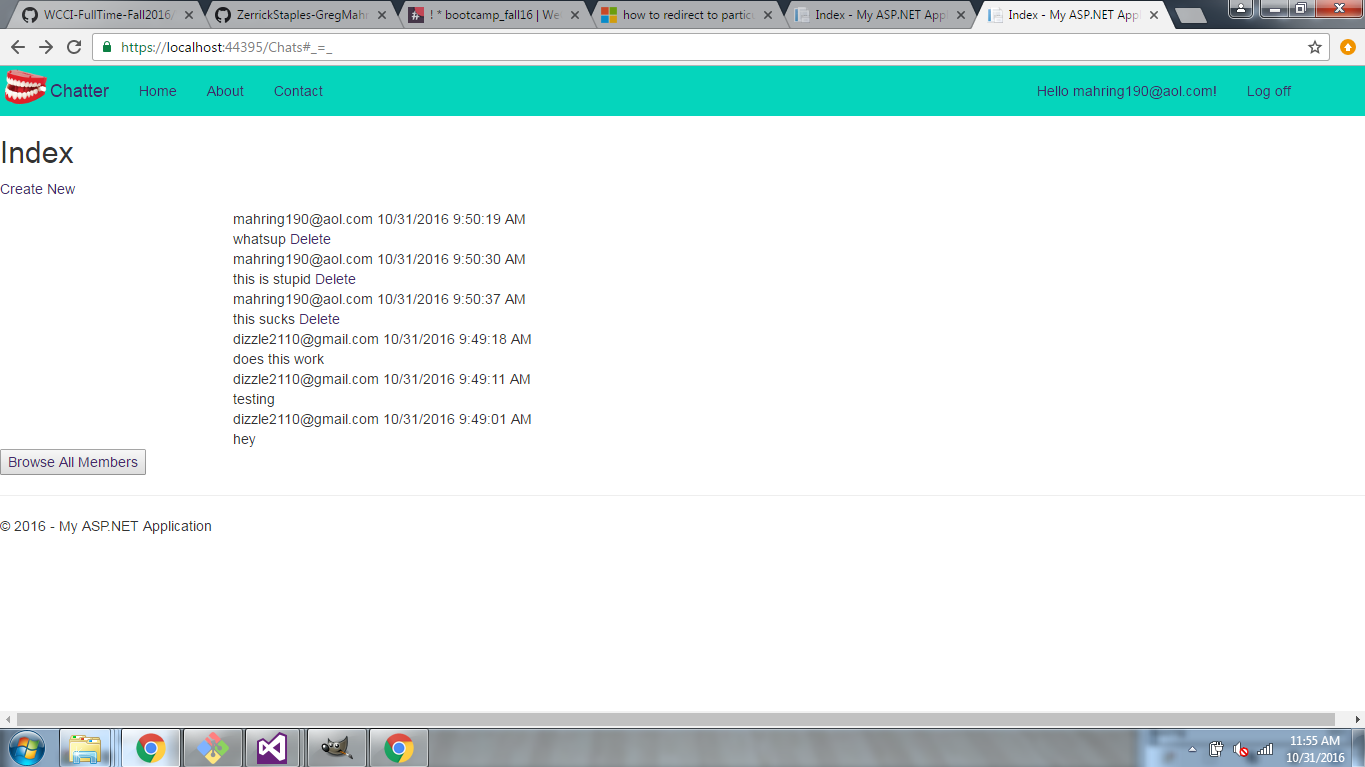 WCCI-FullTime-Fall2016/
ZerrickStaples-GregMahr
! * bootcamp_fall16 | We
how to redirect to particu
Index - My ASP.NET Appl
Index - My ASP.NET Appl
https://localhost:44395/Chats#_=_
Chatter Home About Contact Hello mahring190@aol.com! Log off
Index
Create New
mahring190@aol.com 10/31/2016 9:50:19 AM
whatsup Delete
mahring190@aol.com 10/31/2016 9:50:30 AM
this is stupid Delete
mahring190@aol.com 10/31/2016 9:50:37 AM
this sucks Delete
dizzle2110@gmail.com 10/31/2016 9:49:18 AM
does this work
dizzle2110@gmail.com 10/31/2016 9:49:11 AM
testing
dizzle2110@gmail.com 10/31/2016 9:49:01 AM
hey
Browse All Members
© 2016 - My ASP.NET Application
11:55 AM
10/31/2016